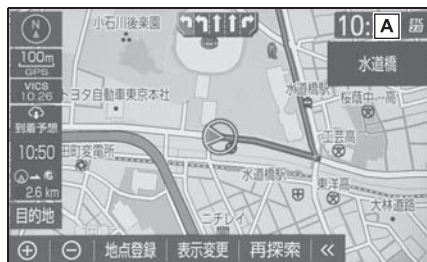 小石川後楽園
10:
A
N
100m
GPS
水道橋
VICS
10:26
トヨタ自動車東京本社
水道橋駅
桜蔭中・高
到着予想
工芸高
10:50
田町変電所
水道橋駅
東洋高
2.6 km
大林道路
目的地
ニチレイ
地点登録
表示変更
再探索